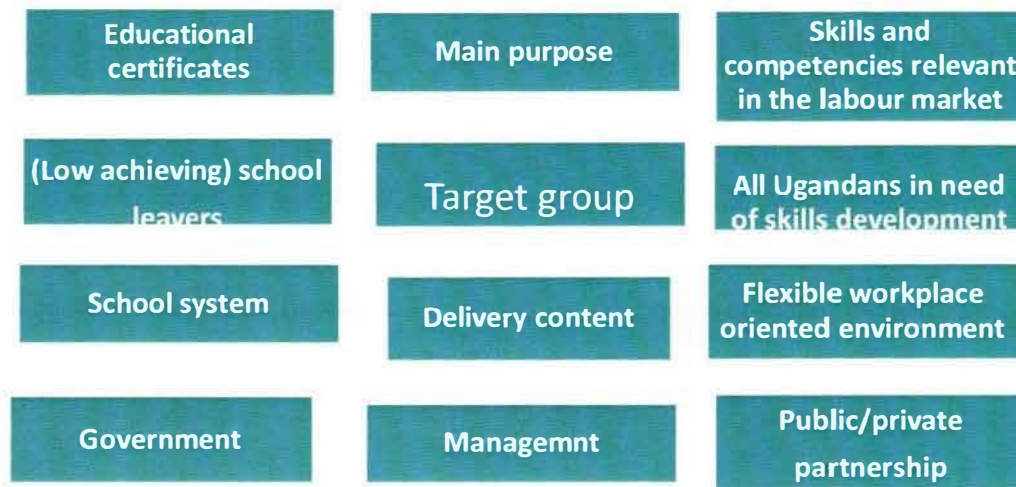 Educational
certificates
Main purpose
Skills and
competencies relevant
in the labour market
(Low achieving) school
leavers
Target group
All Ugandans in need
of skills development
School system
Delivery content
Flexible workplace
oriented environment
Government
Managemnt
Public/private
partnership